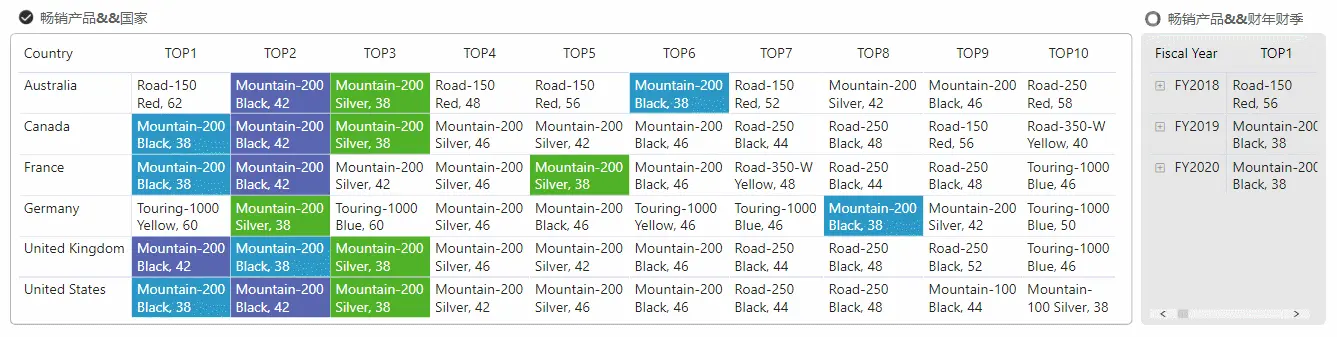 畅销产品&&国家
Country TOP1 TOP2 TOP3 TOP4 TOP5 TOP6 TOP7 TOP8 TOP9 TOP10
Australia Road-150 Mountain-200 Mountain-200 Road-150 Road-150 Mountain-200 Road-150 Mountain-200 Mountain-200 Road-250
Red, 62 Black, 42 Silver, 38 Red, 48 Red, 56 Black, 38 Red, 52 Silver, 42 Black, 46 Red, 58
Canada Mountain-200 Mountain-200 Mountain-200 Mountain-200 Mountain-200 Mountain-200 Road-250 Road-250 Road-150 Road-350-W
Black, 38 Black, 42 Silver, 38 Silver, 46 Silver, 42 Black, 46 Black, 44 Black, 48 Red, 56 Yellow, 40
France Mountain-200 Mountain-200 Mountain-200 Mountain-200 Mountain-200 Mountain-200 Road-350-W Road-250 Road-250 Touring-1000
Black, 38 Black, 42 Silver, 42 Silver, 46 Silver, 38 Black, 46 Yellow, 48 Black, 44 Black, 48 Blue, 46
Germany Touring-1000 Mountain-200 Touring-1000 Mountain-200 Mountain-200 Touring-1000 Touring-1000 Mountain-200 Mountain-200 Touring-1000
Yellow, 60 Silver, 38 Blue, 60 Silver, 46 Black, 46 Yellow, 46 Blue, 46 Black, 38 Silver, 42 Blue, 50
United Kingdom Mountain-200 Mountain-200 Mountain-200 Mountain-200 Mountain-200 Mountain-200 Road-250 Road-250 Road-250 Touring-1000
Black, 42 Black, 38 Silver, 38 Silver, 46 Silver, 42 Black, 46 Black, 44 Black, 48 Black, 52 Blue, 46
United States Mountain-200 Mountain-200 Mountain-200 Mountain-200 Mountain-200 Mountain-200 Road-250 Road-250 Mountain-100 Mountain-
Black, 38 Black, 42 Silver, 38 Silver, 42 Silver, 46 Black, 46 Black, 44 Black, 48 Black, 44 100 Silver, 38
畅销产品&&财年财季
Fiscal Year TOP1
FY2018 Road-150
Red, 56
FY2019 Mountain-200
Black, 38
FY2020 Mountain-200
Black, 38